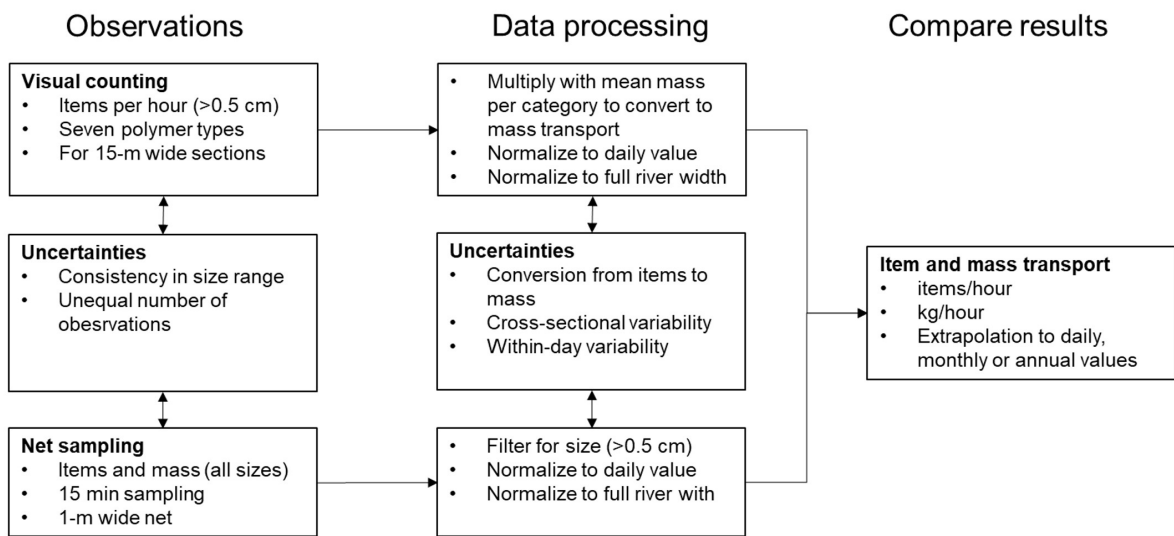 Observations
Data processing
Compare results
Visual counting
• Items per hour (>0.5 cm)
• Seven polymer types
• For 15-m wide sections
• Multiply with mean mass
per category to convert to
mass transport
• Normalize to daily value
• Normalize to full river width
Uncertainties
• Consistency in size range
• Unequal number of
obesrvations
Uncertainties
• Conversion from items to
mass
• Cross-sectional variability
• Within-day variability
Item and mass transport
• items/hour
• kg/hour
• Extrapolation to daily,
monthly or annual values
Net sampling
• Items and mass (all sizes)
• 15 min sampling
• 1-m wide net
• Filter for size (>0.5 cm)
• Normalize to daily value
• Normalize to full river with